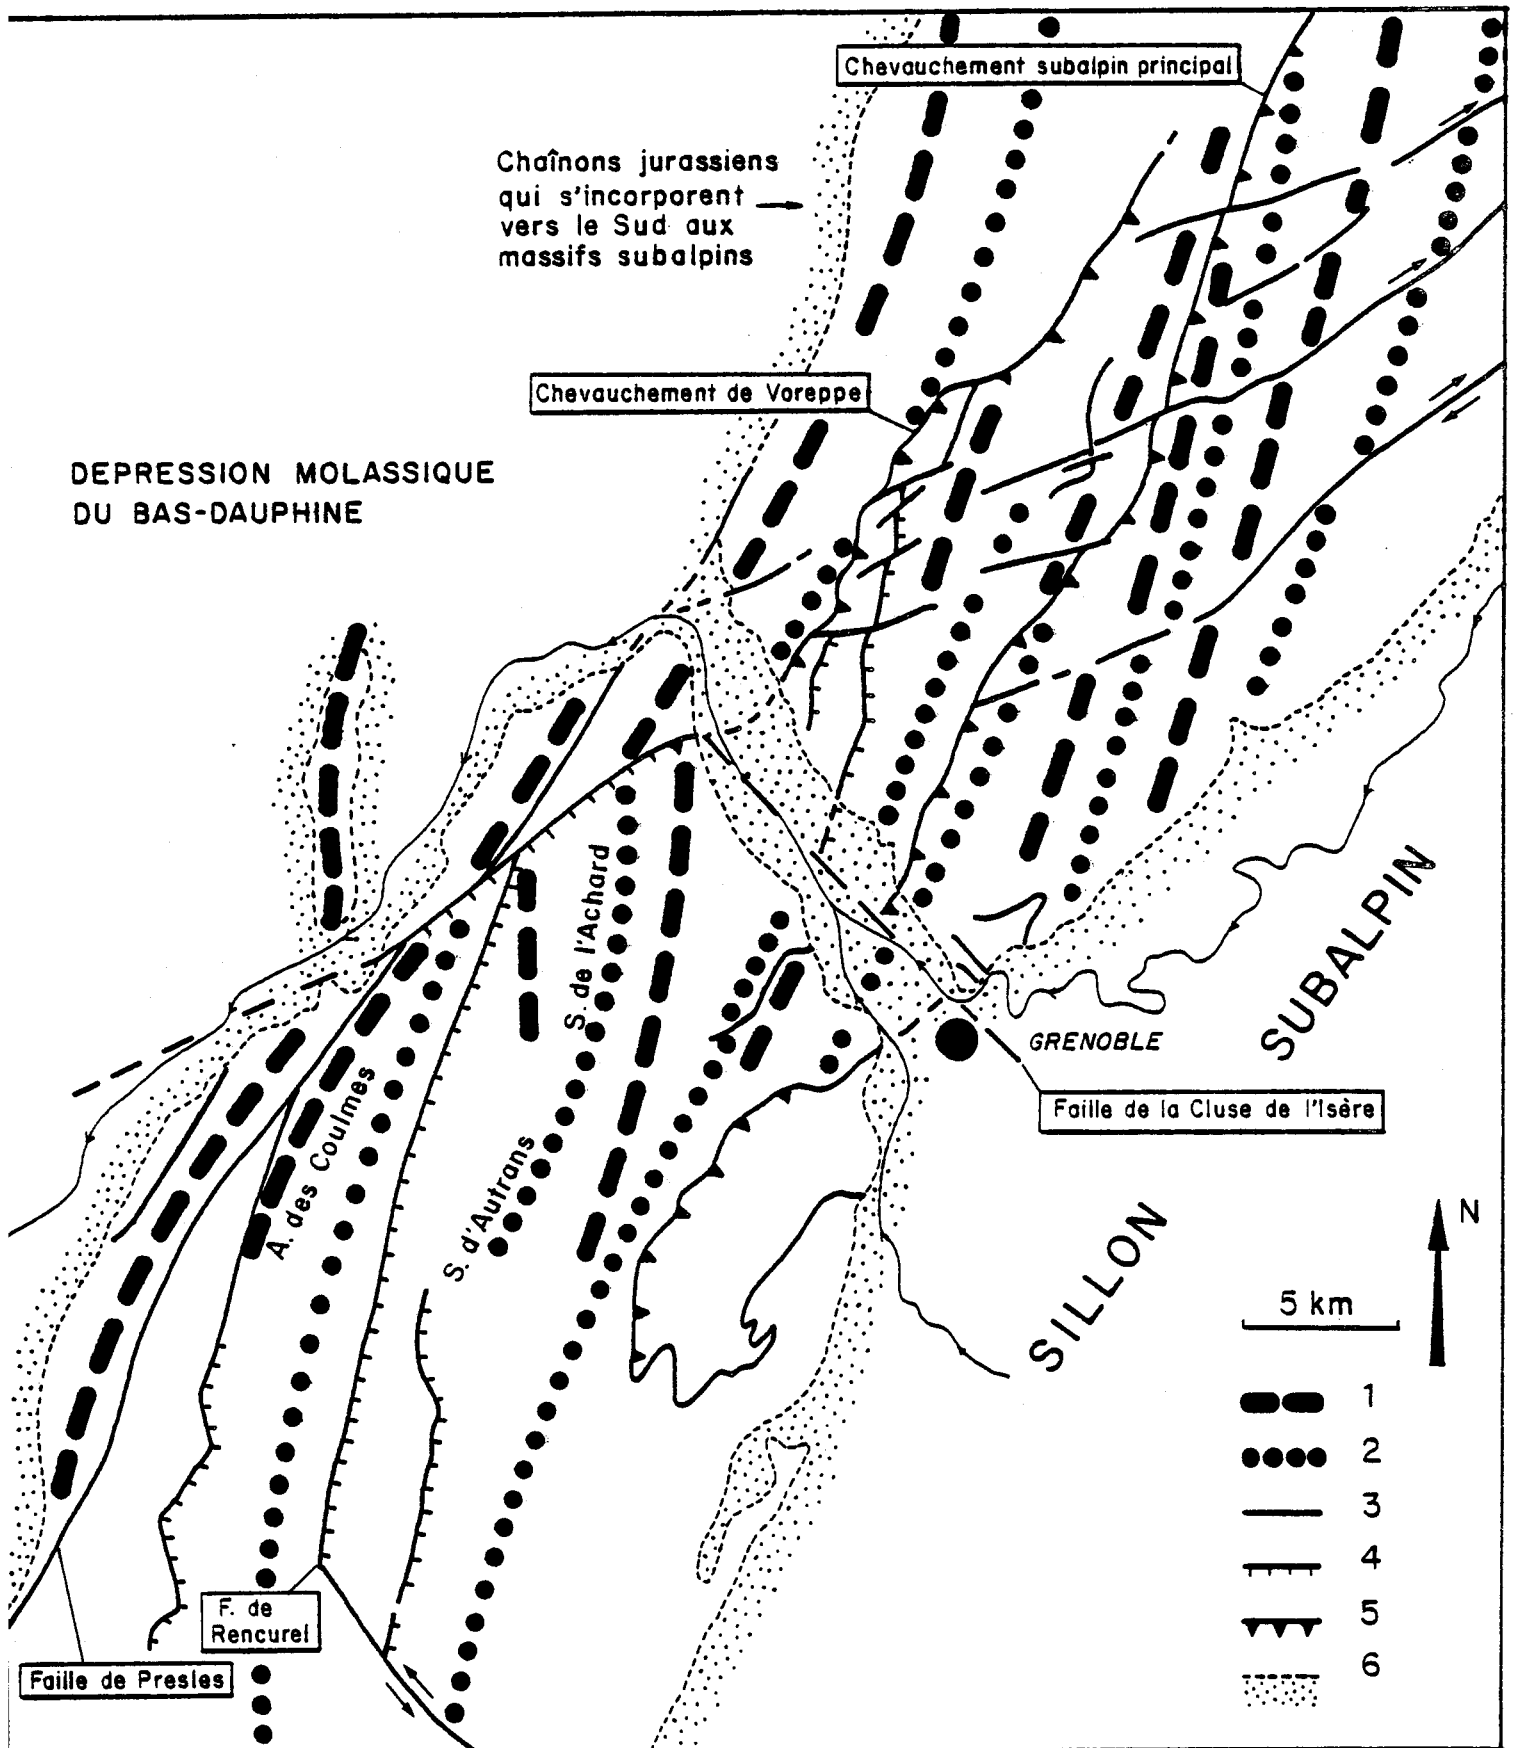 Chevauchement subalpin principal
Chaînons jurassiens
qui s'incorporent
vers le Sud aux
massifs subalpins
Chevauchement de Voreppe
DEPRESSION MOLASSIQUE
DU BAS-DAUPHINE
S. de l'Achard
SUBALPIN
GRENOBLE
Faille de la Cluse de l'Isère
A. des Coulmes
S. d'Autrans
SILLON
N
5 km
1
2
3
4
5
6
F. de
Rencurel
Faille de Presles